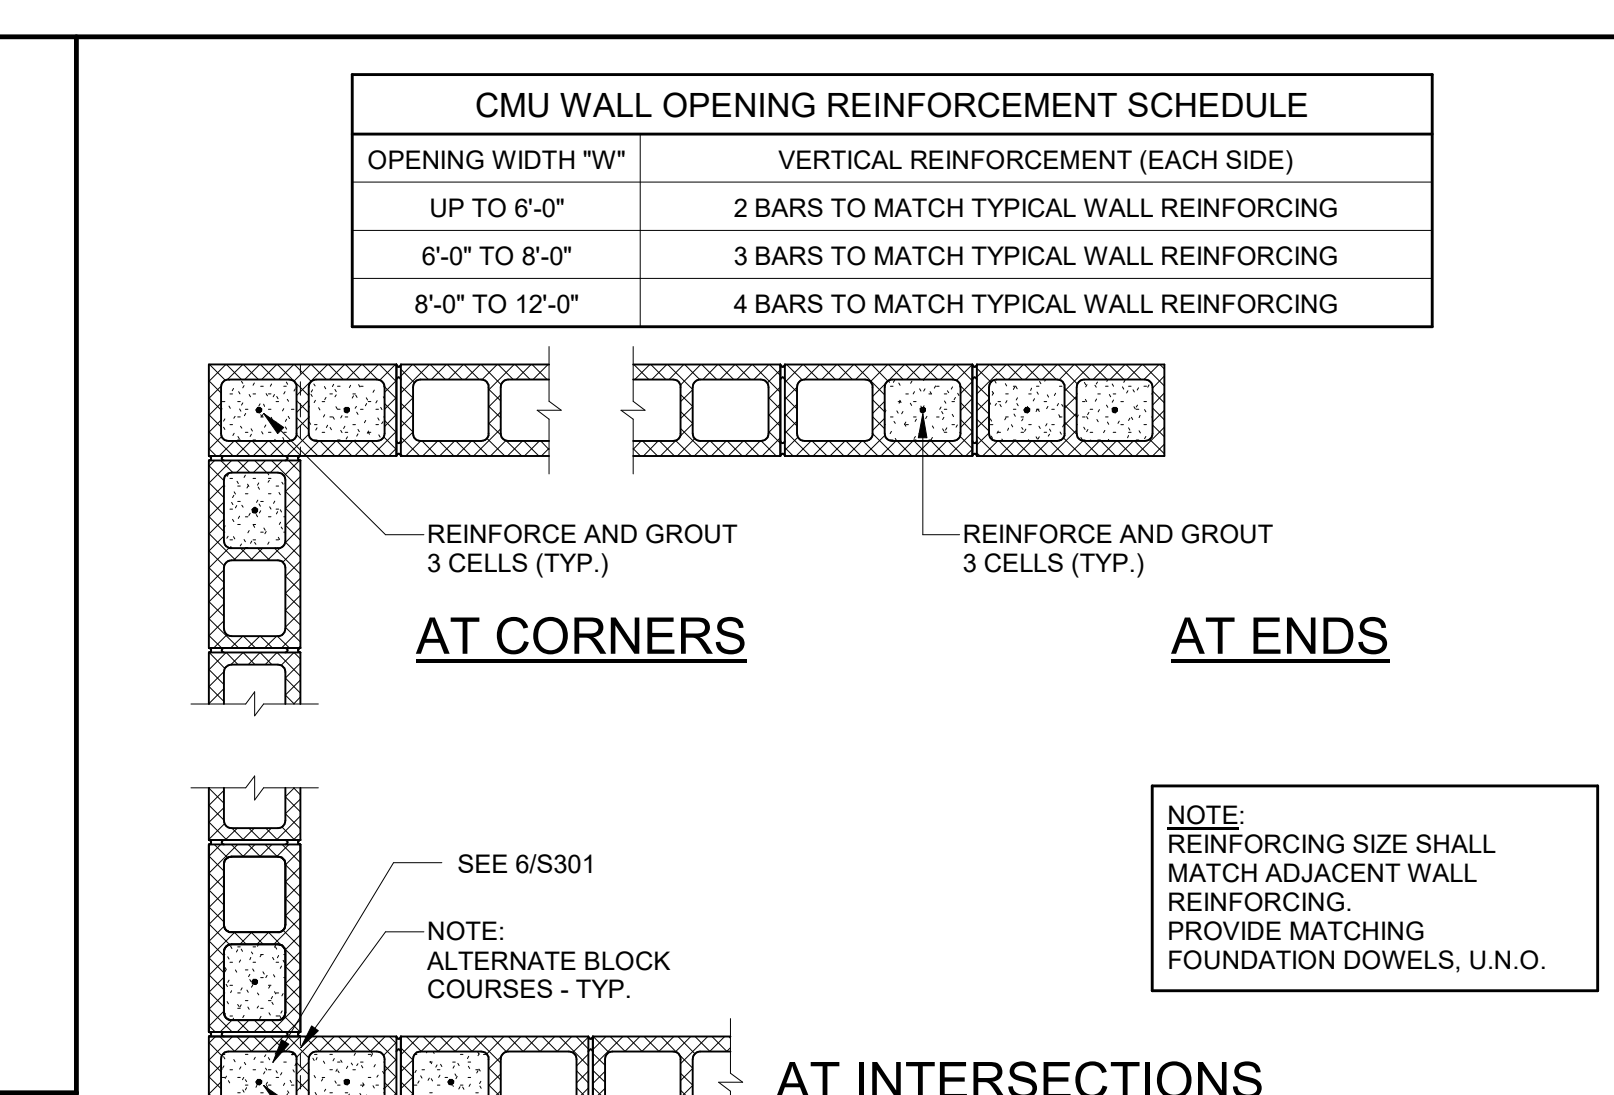 CMU WALL OPENING REINFORCEMENT SCHEDULE
OPENING WIDTH "W" VERTICAL REINFORCEMENT (EACH SIDE)
UP TO 6'-0" 2 BARS TO MATCH TYPICAL WALL REINFORCING
6'-0" TO 8'-0" 3 BARS TO MATCH TYPICAL WALL REINFORCING
8'-0" TO 12'-0" 4 BARS TO MATCH TYPICAL WALL REINFORCING
REINFORCE AND GROUT
3 CELLS (TYP.)
REINFORCE AND GROUT
3 CELLS (TYP.)
AT CORNERS
AT ENDS
NOTE:
REINFORCING SIZE SHALL
MATCH ADJACENT WALL
REINFORCING.
PROVIDE MATCHING
FOUNDATION DOWELS, U.N.O.
SEE 6/S301
NOTE:
ALTERNATE BLOCK
COURSES - TYP.
AT INTERSECTIONS